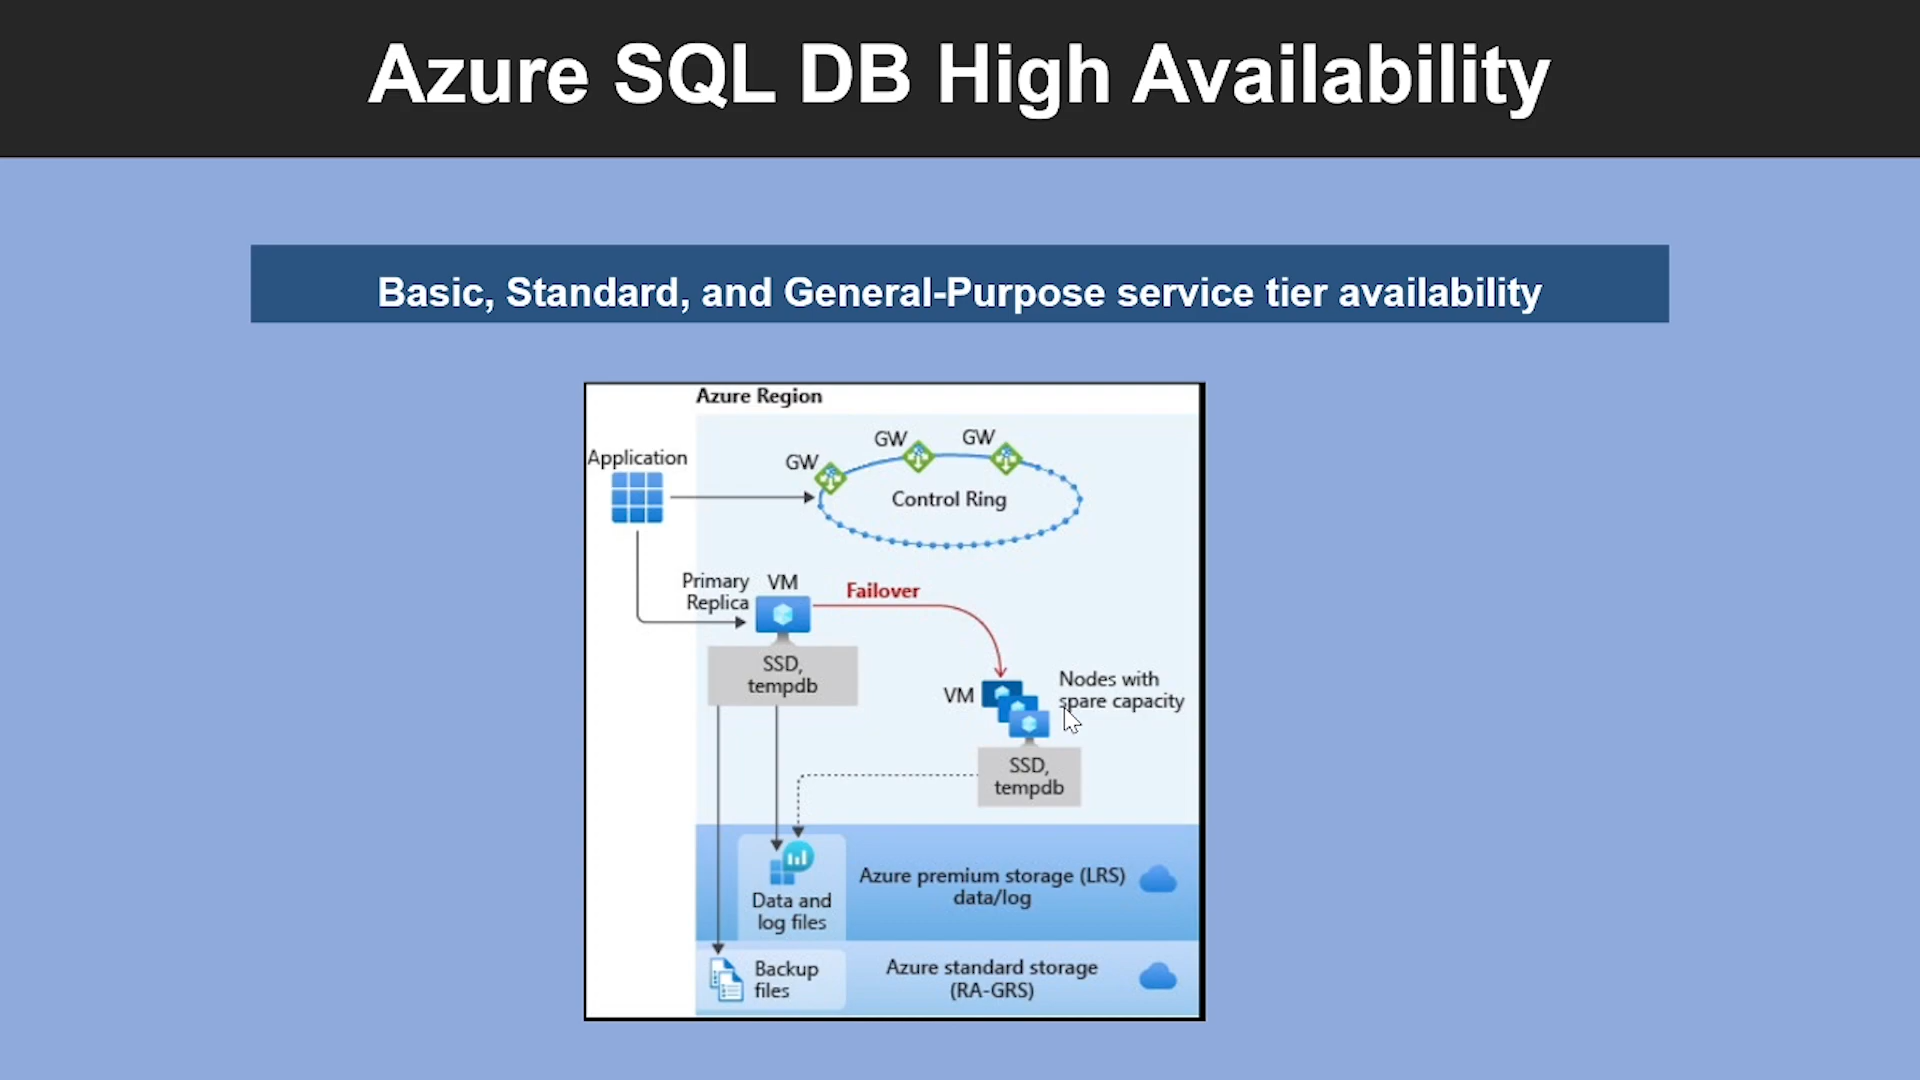 Azure SQL DB High Availability
Basic, Standard, and General-Purpose service tier availability
Azure Region
Application
GW
GW
GW
Control Ring
Primary
Replica
VM
Failover
SSD,
tempdb
VM
Nodes with
spare capacity
SSD,
tempdb
Data and
log files
Azure premium storage (LRS)
data/log
Backup
files
Azure standard storage
(RA-GRS)